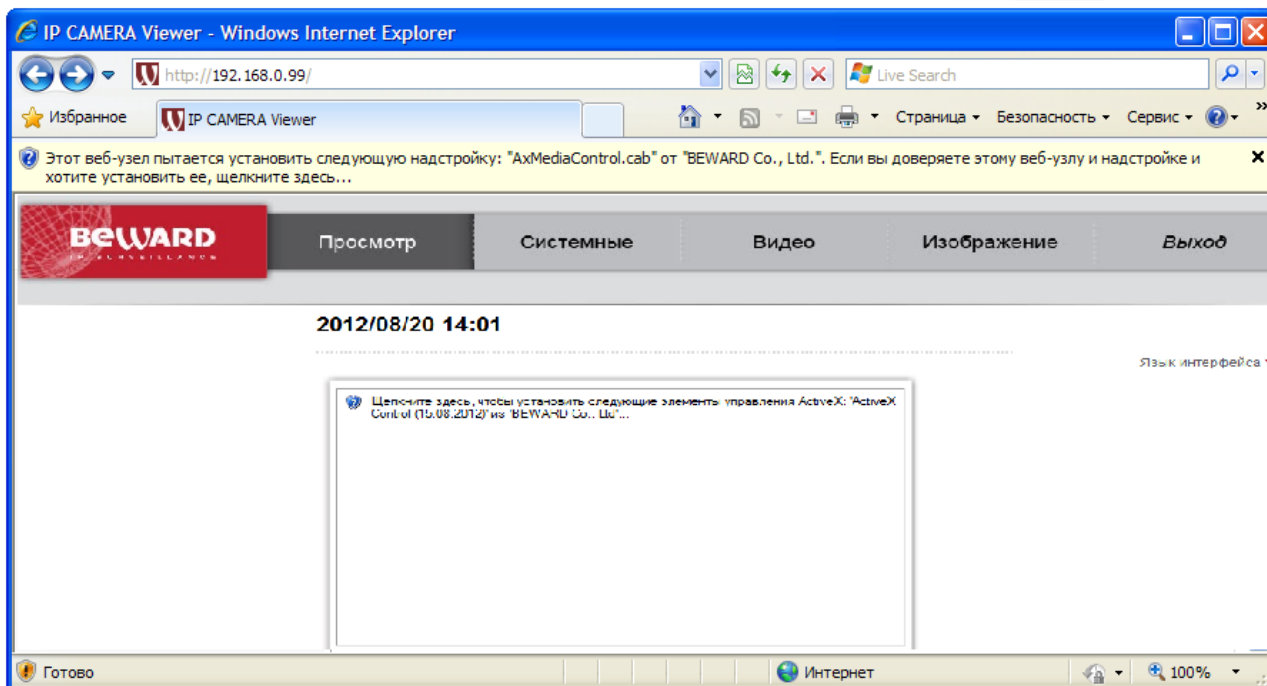 IP CAMERA Viewer - Windows Internet Explorer
http://192.168.0.99/
Live Search
Избранное
IP CAMERA Viewer
Страница
Безопасность
Сервис
Этот веб-узел пытается установить следующую надстройку: "AxMediaControl.cab" от "BEWARD Co., Ltd.". Если вы доверяете этому веб-узлу и надстройке и
хотите установить ее, щелкните здесь...
BEWARD
IP SURVEILLANCE
Просмотр
Системные
Видео
Изображение
Выход
2012/08/20 14:01
Язык интерфейса
Щелкните здесь, чтобы установить следующие элементы управления ActiveX: 'ActiveX
Control (15.08.2012)' из 'BEWARD Co., Ltd'...
Готово
Интернет
100%